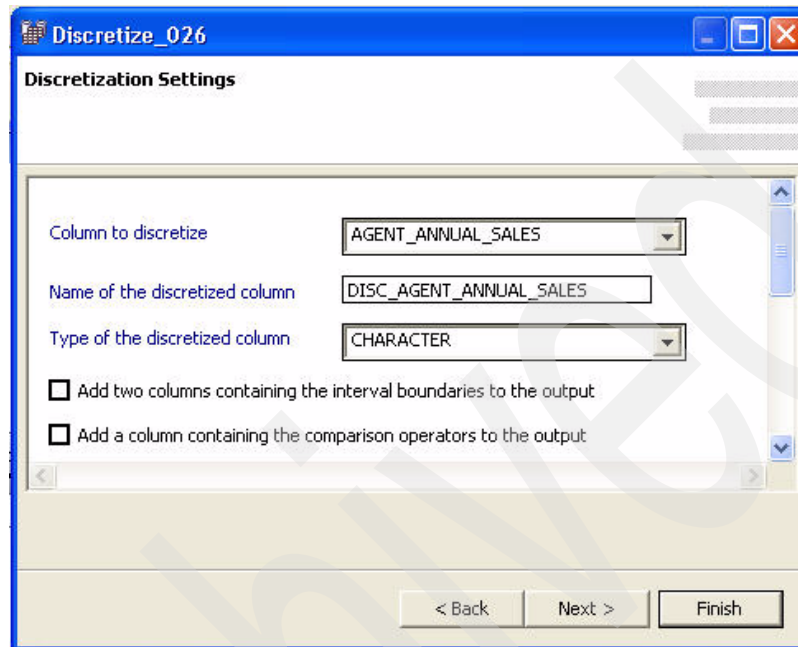 Discretize_026
Discretization Settings
Column to discretize
AGENT_ANNUAL_SALES
Name of the discretized column
DISC_AGENT_ANNUAL_SALES
Type of the discretized column
CHARACTER
Add two columns containing the interval boundaries to the output
Add a column containing the comparison operators to the output
< Back
Next >
Finish